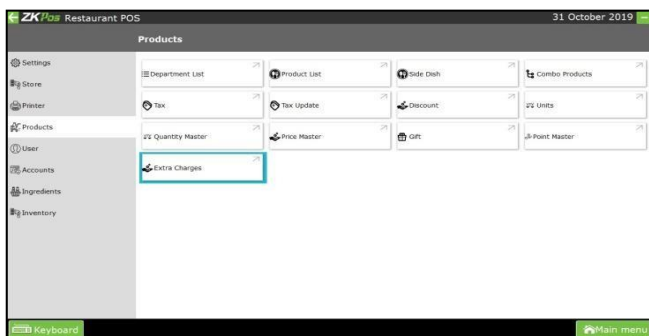 ZKPos Restaurant POS
31 October 2019
Products
Settings
Store
Printer
Products
User
Accounts
Ingredients
Inventory
Department List
Product List
Side Dish
Combo Products
Tax
Tax Update
Discount
Units
Quantity Master
Price Master
Gift
Point Master
Extra Charges
Keyboard
Main menu